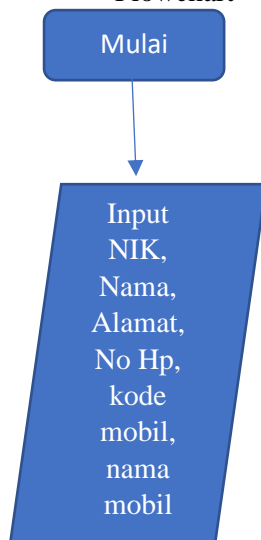 Mulai
Input
NIK,
Nama,
Alamat,
No Hp,
kode
mobil,
nama
mobil